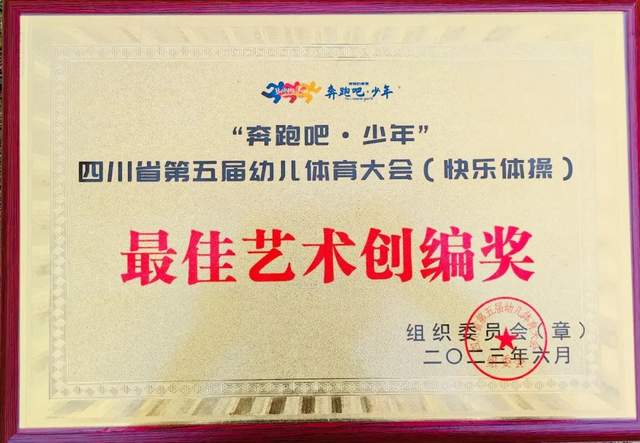 奔跑吧·少年
“奔跑吧·少年”
四川省第五届幼儿体育大会（快乐体操）
最佳艺术创编奖
组织委员会（章）
二〇二三年六月